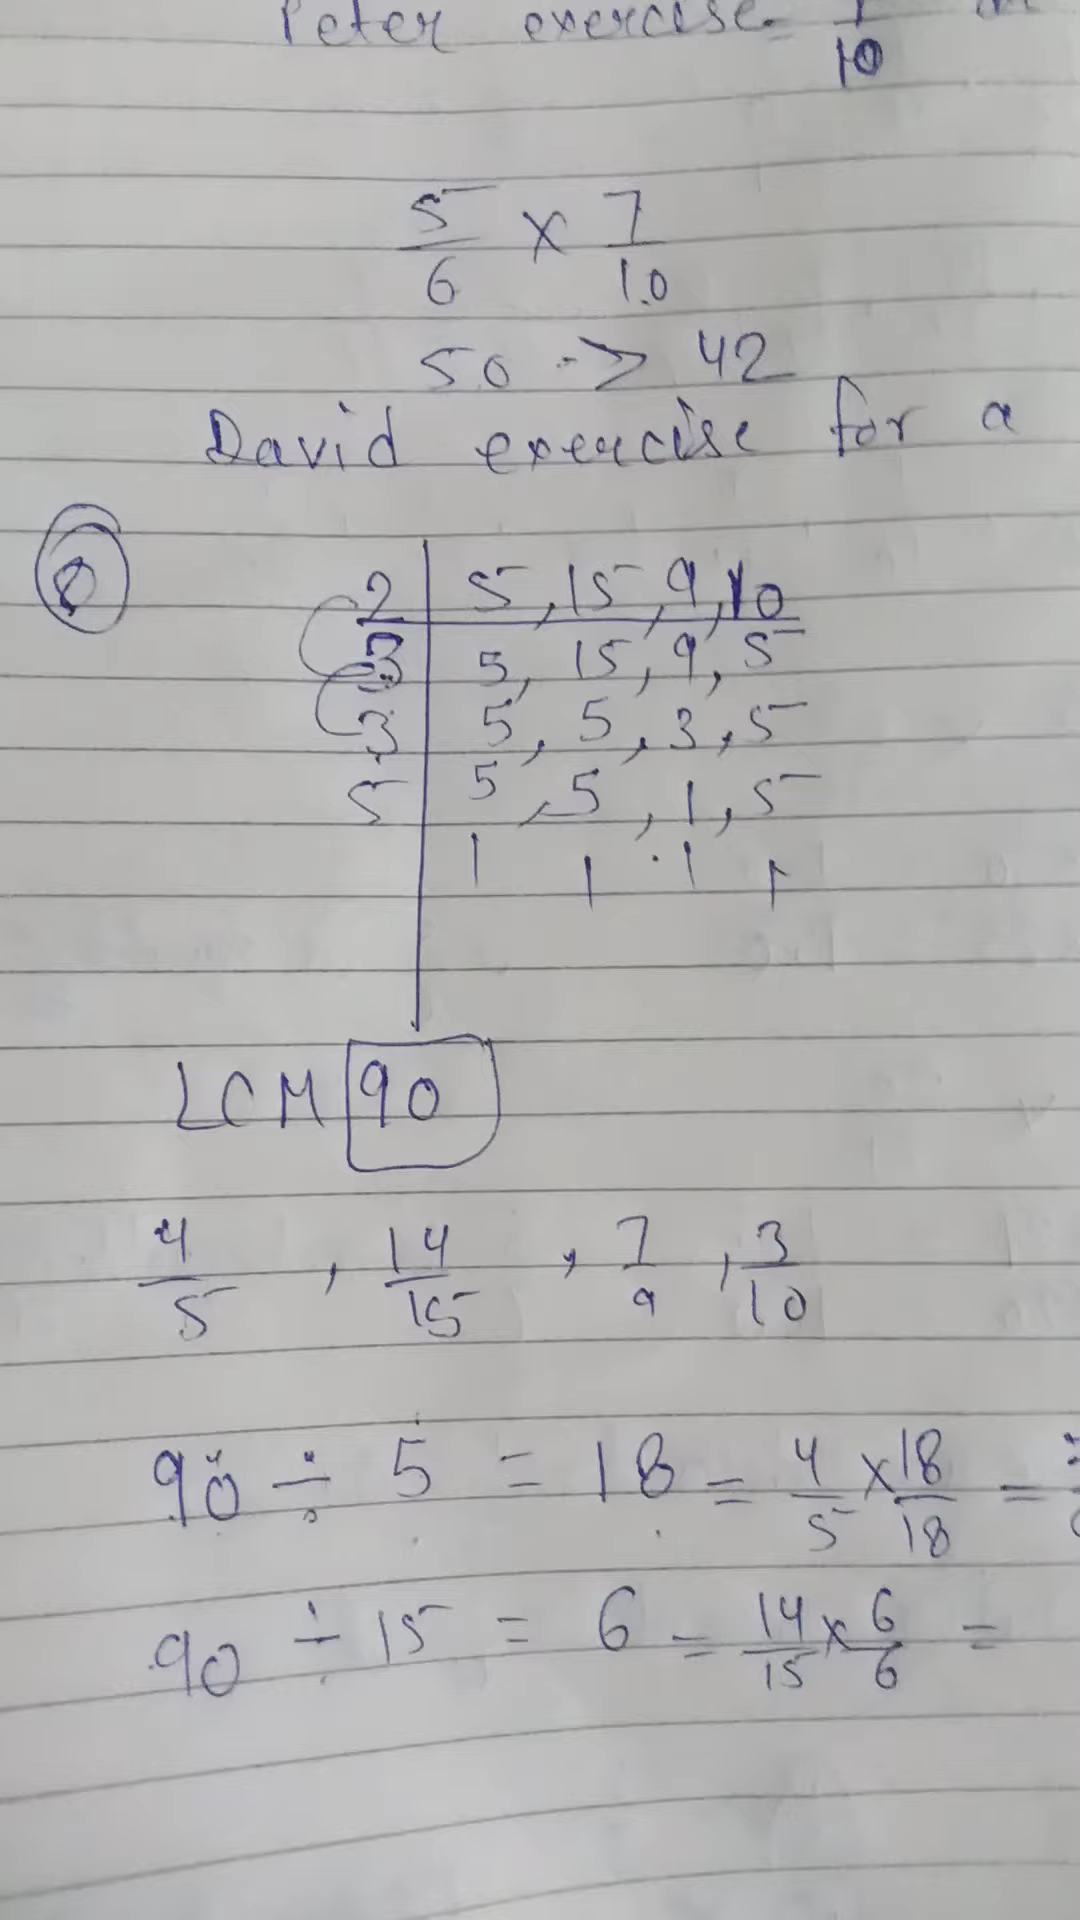 Peter exercise
10
5/6 × 7/10
50 -> 42
David exercise for a
8
2 | 5, 15, 9, 10
3 | 5, 15, 9, 5
3 | 5, 5, 3, 5
5 | 5, 5, 1, 5
1 1 1 1
LCM 90
4/5, 14/15, 7/9, 3/10
90 ÷ 5 = 18 = 4/5 × 18/18 =
90 ÷ 15 = 6 = 14/15 × 6/6 =